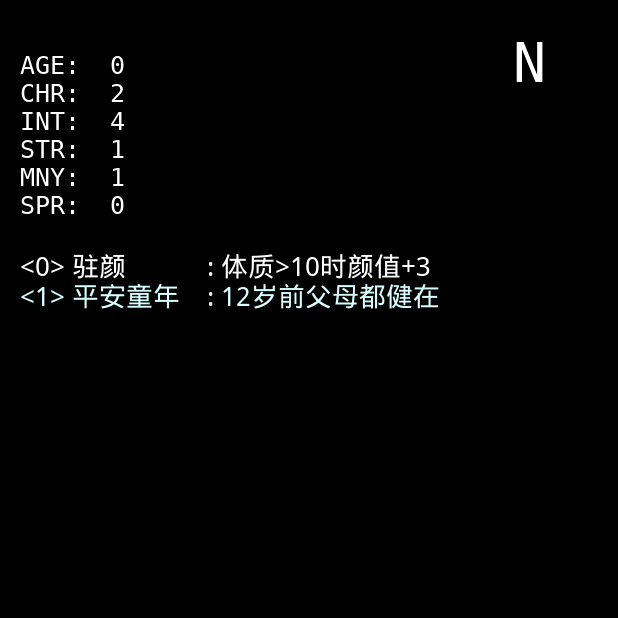 N
AGE: 0
CHR: 2
INT: 4
STR: 1
MNY: 1
SPR: 0
<0> 驻颜 : 体质>10时颜值+3
<1> 平安童年 : 12岁前父母都健在